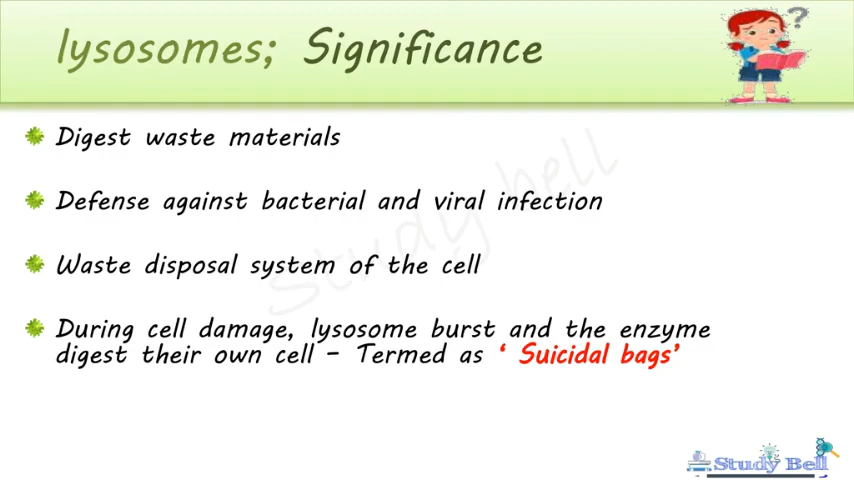 lysosomes; Significance
Digest waste materials
Defense against bacterial and viral infection
Waste disposal system of the cell
During cell damage, lysosome burst and the enzyme
digest their own cell – Termed as ‘ Suicidal bags’
Study bell
Study Bell